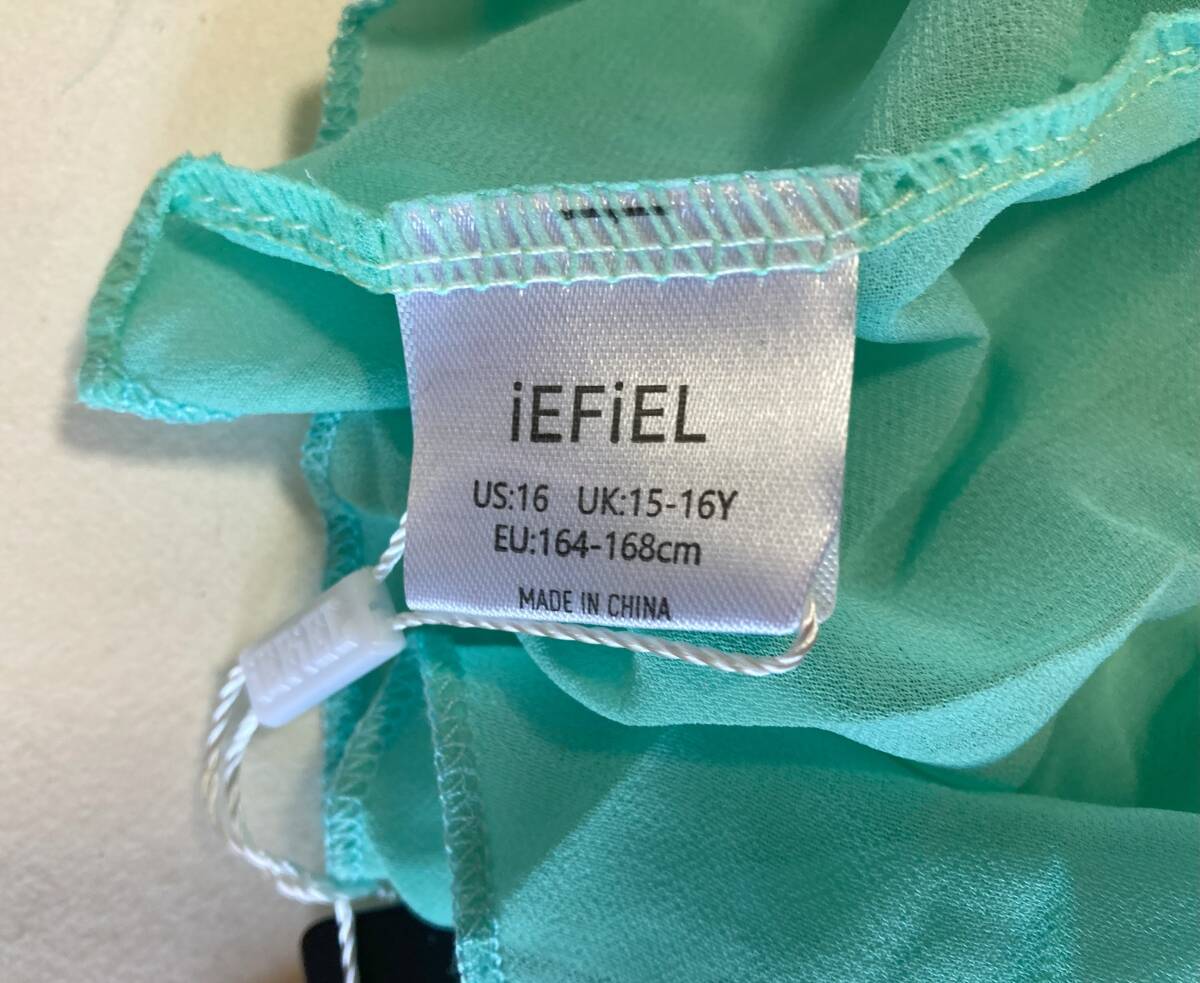 iEFiEL
US:16 UK:15-16Y
EU:164-168cm
MADE IN CHINA